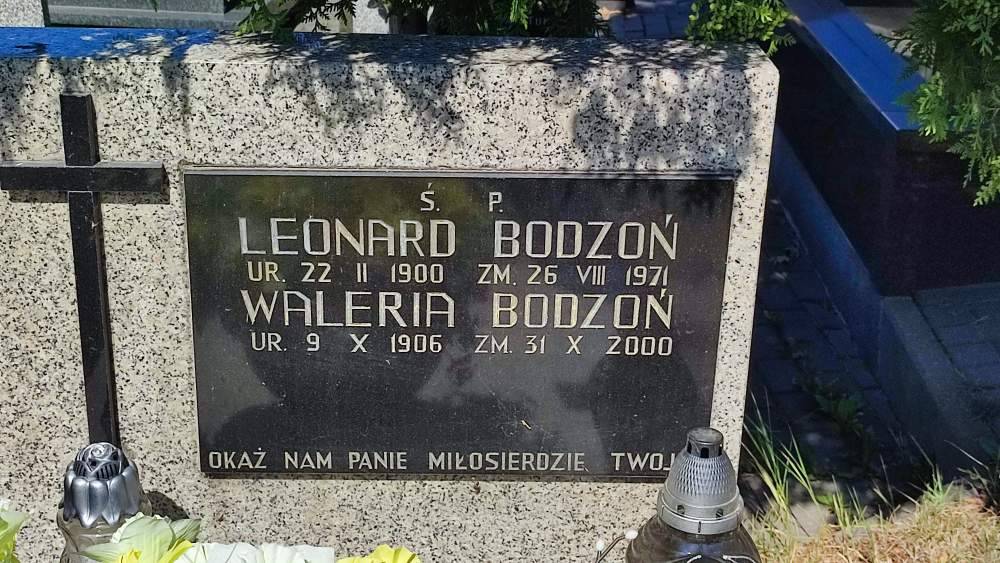 Ś. P.
LEONARD BODZOŃ
UR. 22 II 1900 ZM. 26 VIII 1971
WALERIA BODZOŃ
UR. 9 X 1906 ZM. 31 X 2000
OKAŻ NAM PANIE MIŁOSIERDZIE